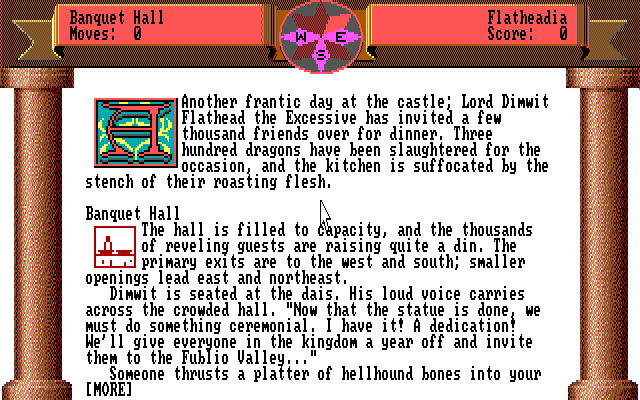 Banquet Hall
Flatheadia
Moves: 0
Score: 0
W E
S
Another frantic day at the castle; Lord Dimwit
Flathead the Excessive has invited a few
thousand friends over for dinner. Three
hundred dragons have been slaughtered for the
occasion, and the kitchen is suffocated by the
stench of their roasting flesh.
Banquet Hall
The hall is filled to capacity, and the thousands
of reveling guests are raising quite a din. The
primary exits are to the west and south; smaller
openings lead east and northeast.
Dimwit is seated at the dais. His loud voice carries
across the crowded hall. "Now that the statue is done, we
must do something ceremonial. I have it! A dedication!
We'll give everyone in the kingdom a year off and invite
them to the Fublio Valley..."
Someone thrusts a platter of hellhound bones into your
[MORE]